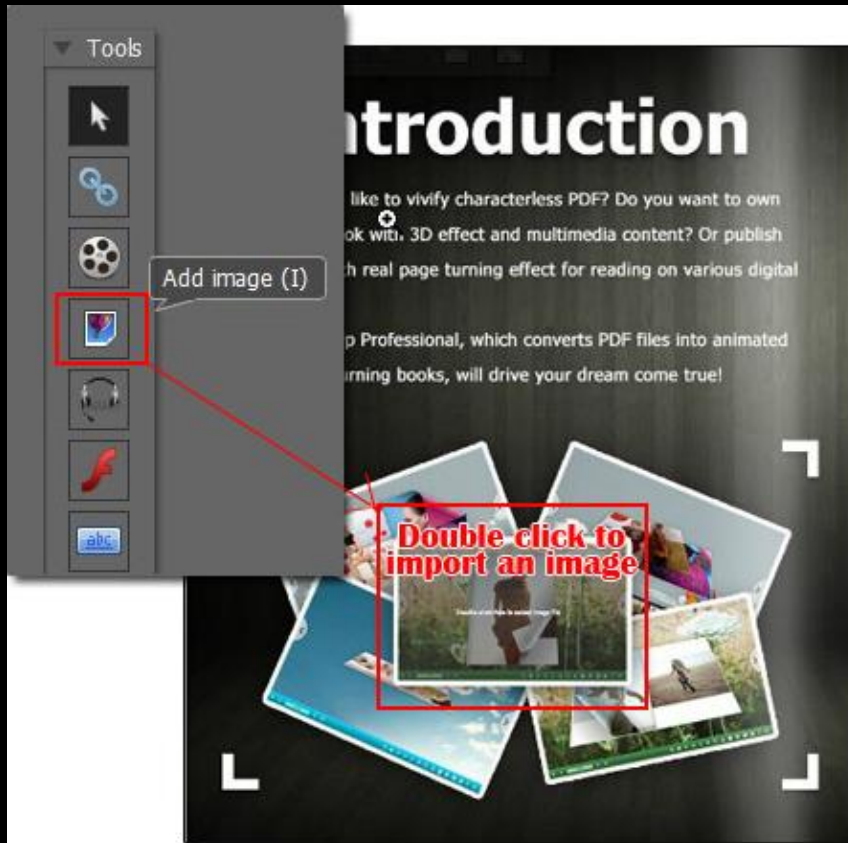 Tools
Add image (I)
abc
ntroduction
like to vivify characterless PDF? Do you want to own
ok with 3D effect and multimedia content? Or publish
h real page turning effect for reading on various digital
p Professional, which converts PDF files into animated
rning books, will drive your dream come true!
Double click to
import an image